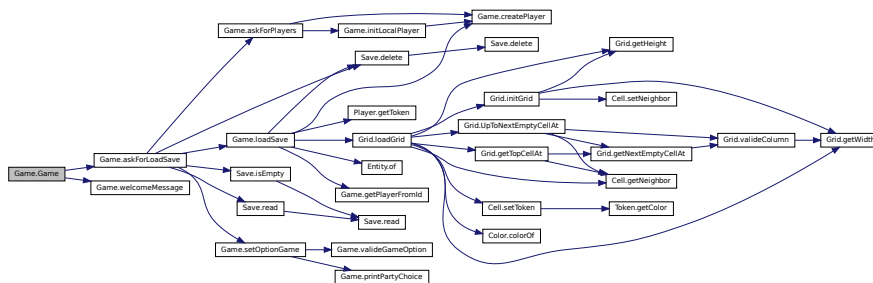 Game.Game
Game.askForLoadSave
Game.welcomeMessage
Game.askForPlayers
Game.loadSave
Save.isEmpty
Save.read
Game.setOptionGame
Game.initLocalPlayer
Save.delete
Player.getToken
Grid.loadGrid
Entity.of
Game.getPlayerFromId
Save.read
Game.valideGameOption
Game.printPartyChoice
Game.createPlayer
Save.delete
Grid.initGrid
Grid.UpToNextEmptyCellAt
Grid.getTopCellAt
Cell.setToken
Color.colorOf
Grid.getHeight
Cell.setNeighbor
Grid.getNextEmptyCellAt
Cell.getNeighbor
Token.getColor
Grid.valideColumn
Grid.getWidth